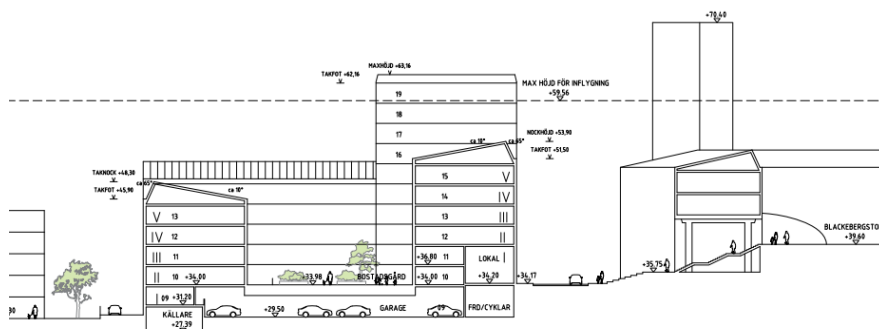 +70.40
MAXHÖJD +63,16
TAKFOT +62,16
MAX HÖJD FÖR INFLYGNING
+59.56
19
18
17
16
NOCKHÖJD +53,90
TAKFOT +51,50
ca 10° ca 65°
TAKNOCK +48,30
TAKFOT +45,90
ca 65° ca 10°
15 V
14 IV
13 III
12 II
V 13
IV 12
III 11
II 10 +34.00
I 09 +31.20
KÄLLARE
+27.39
+33.98
BOSTADSGÅRD
+36.80 11
+34.00 10
LOKAL I
+34.20
+34.17
+29.50
GARAGE
09
FRD/CYKLAR
+35.75
BLACKEBERGSTO
+39.60
30